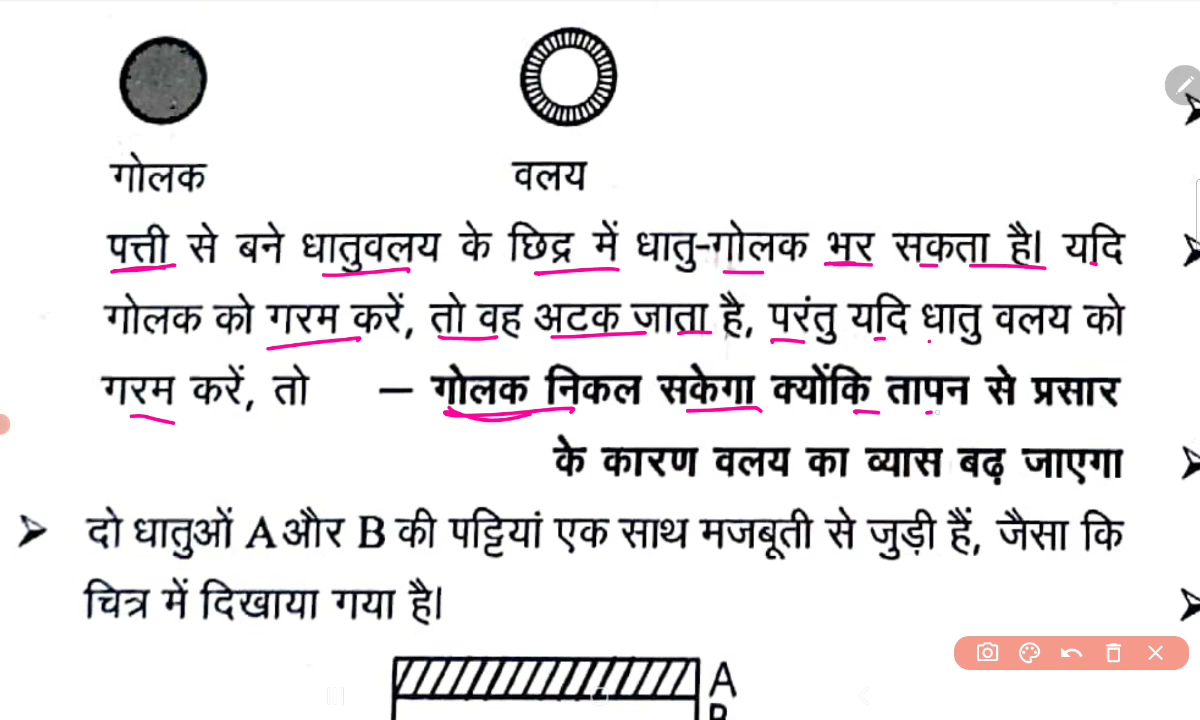 गोलक वलय
पत्ती से बने धातुवलय के छिद्र में धातु-गोलक भर सकता है। यदि
गोलक को गरम करें, तो वह अटक जाता है, परंतु यदि धातु वलय को
गरम करें, तो — गोलक निकल सकेगा क्योंकि तापन से प्रसार
के कारण वलय का व्यास बढ़ जाएगा
➤ दो धातुओं A और B की पट्टियां एक साथ मजबूती से जुड़ी हैं, जैसा कि
चित्र में दिखाया गया है।
A
B